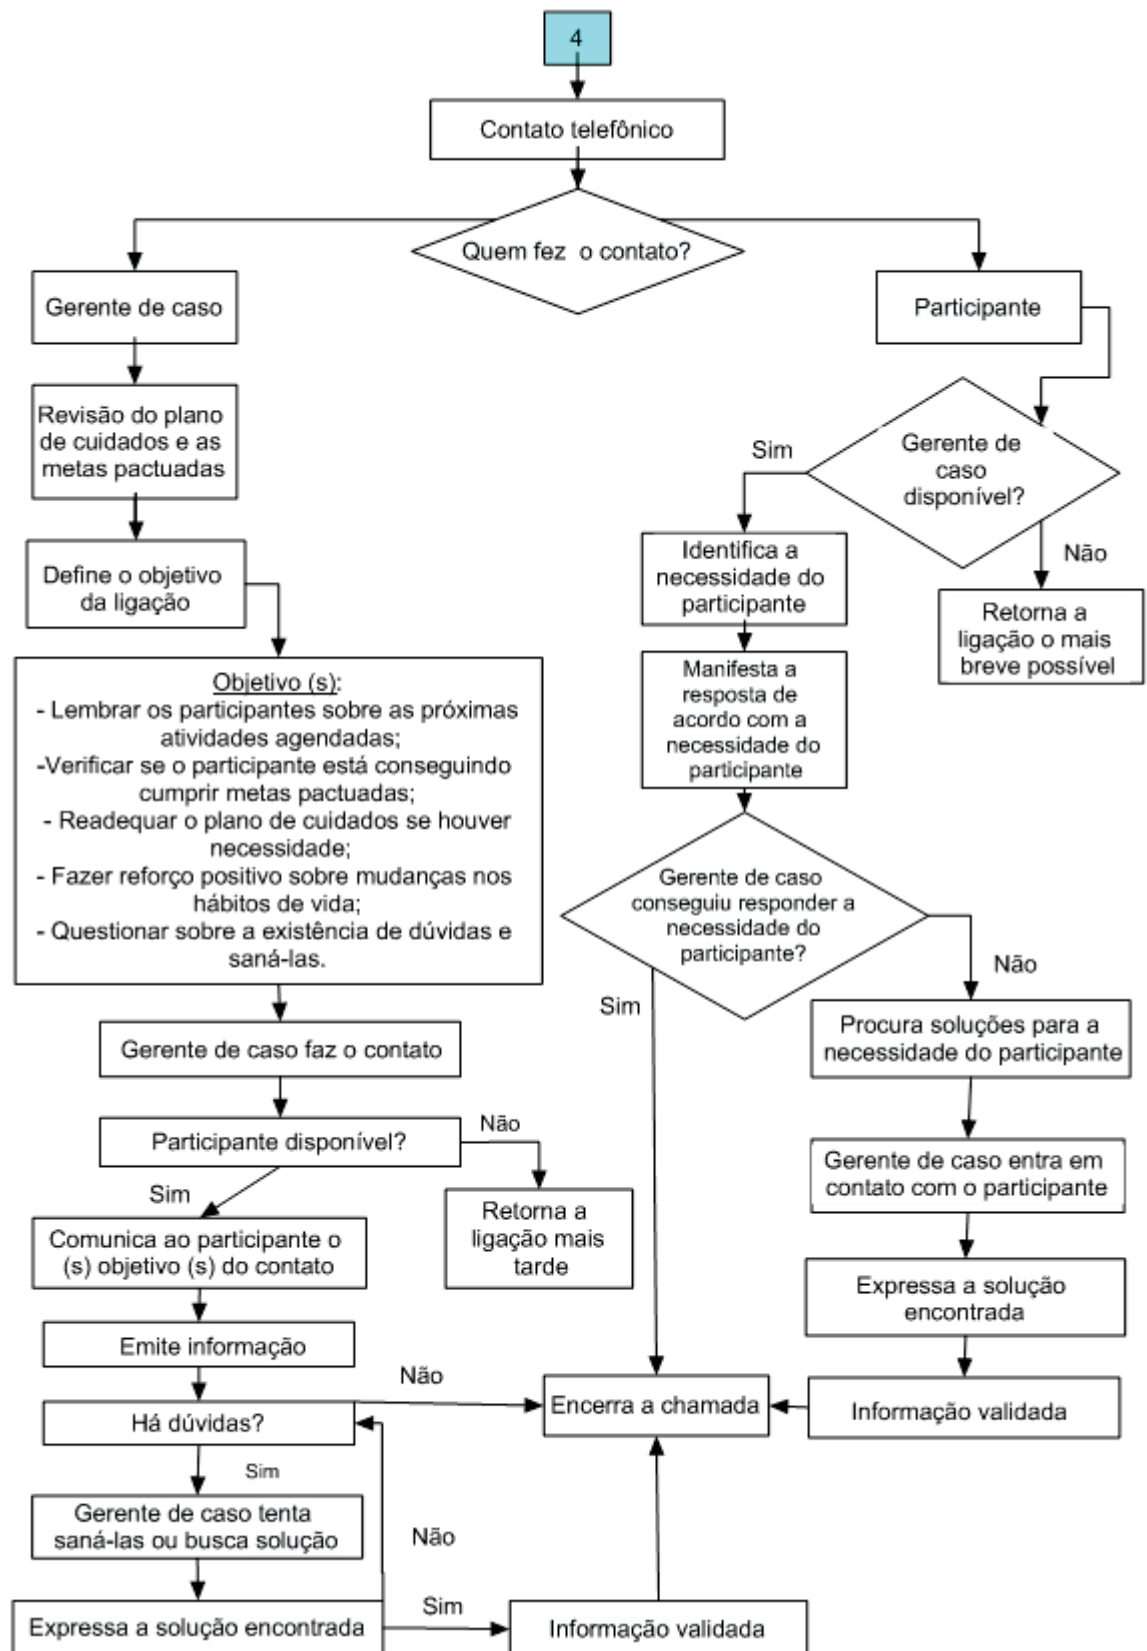 4
Contato telefônico
Quem fez o contato?
Gerente de caso
Participante
Revisão do plano
de cuidados e as
metas pactuadas
Gerente de
caso
disponível?
Sim
Não
Define o objetivo
da ligação
Identifica a
necessidade do
participante
Retorna a
ligação o mais
breve possível
Objetivo (s):
- Lembrar os participantes sobre as próximas
atividades agendadas;
-Verificar se o participante está conseguindo
cumprir metas pactuadas;
- Readequar o plano de cuidados se houver
necessidade;
- Fazer reforço positivo sobre mudanças nos
hábitos de vida;
- Questionar sobre a existência de dúvidas e
saná-las.
Manifesta a
resposta de
acordo com a
necessidade do
participante
Gerente de caso
conseguiu responder a
necessidade do
participante?
Não
Sim
Gerente de caso faz o contato
Procura soluções para a
necessidade do participante
Participante disponível?
Não
Sim
Gerente de caso entra em
contato com o participante
Retorna a
ligação mais
tarde
Comunica ao participante o
(s) objetivo (s) do contato
Expressa a solução
encontrada
Emite informação
Não
Há dúvidas?
Encerra a chamada
Informação validada
Sim
Gerente de caso tenta
saná-las ou busca solução
Não
Expressa a solução encontrada
Sim
Informação validada